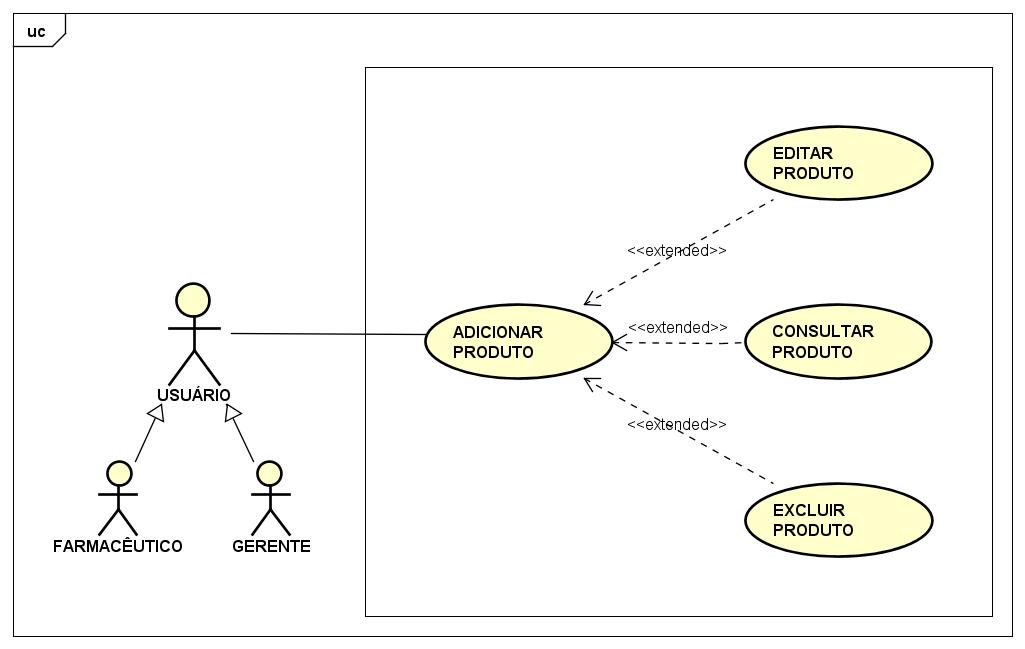 uc
EDITAR
PRODUTO
<<extended>>
ADICIONAR
PRODUTO
<<extended>>
CONSULTAR
PRODUTO
USUÁRIO
<<extended>>
EXCLUIR
PRODUTO
FARMACÊUTICO
GERENTE